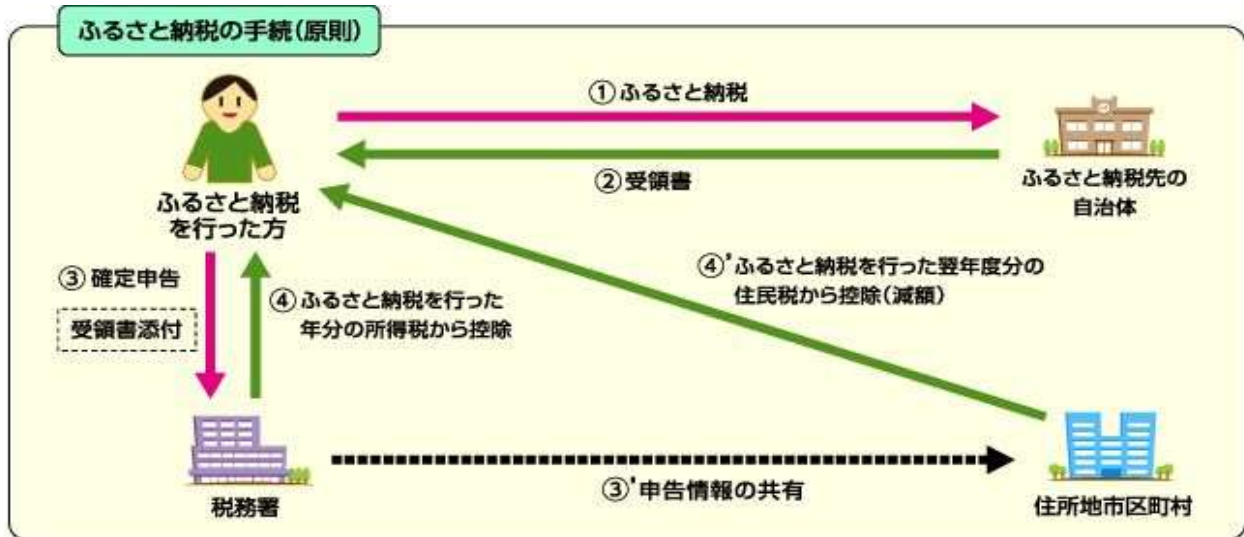 ふるさと納税の手続(原則)
①ふるさと納税
②受領書
ふるさと納税先の
自治体
ふるさと納税
を行った方
③確定申告
受領書添付
④ふるさと納税を行った
年分の所得税から控除
④'ふるさと納税を行った翌年度分の
住民税から控除(減額)
③'申告情報の共有
税務署
住所地市区町村